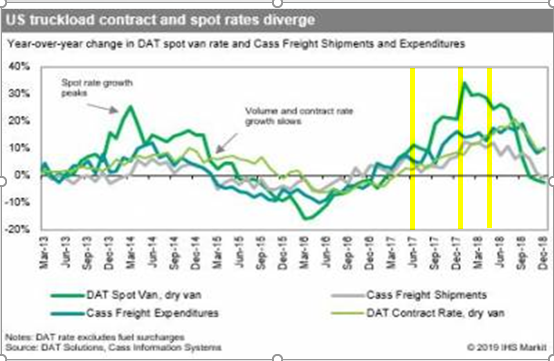 US truckload contract and spot rates diverge
Year-over-year change in DAT spot van rate and Cass Freight Shipments and Expenditures
40%
30%
20%
10%
0%
-10%
-20%
Spot rate growth
peaks
Volume and contract rate
growth slows
Mar-13
Jun-13
Sep-13
Dec-13
Mar-14
Jun-14
Sep-14
Dec-14
Mar-15
Jun-15
Sep-15
Dec-15
Mar-16
Jun-16
Sep-16
Dec-16
Mar-17
Jun-17
Sep-17
Dec-17
Mar-18
Jun-18
Sep-18
Dec-18
DAT Spot Van, dry van
Cass Freight Shipments
Cass Freight Expenditures
DAT Contract Rate, dry van
Notes: DAT rate excludes fuel surcharges
Source: DAT Solutions, Cass Information Systems
© 2019 IHS Markit